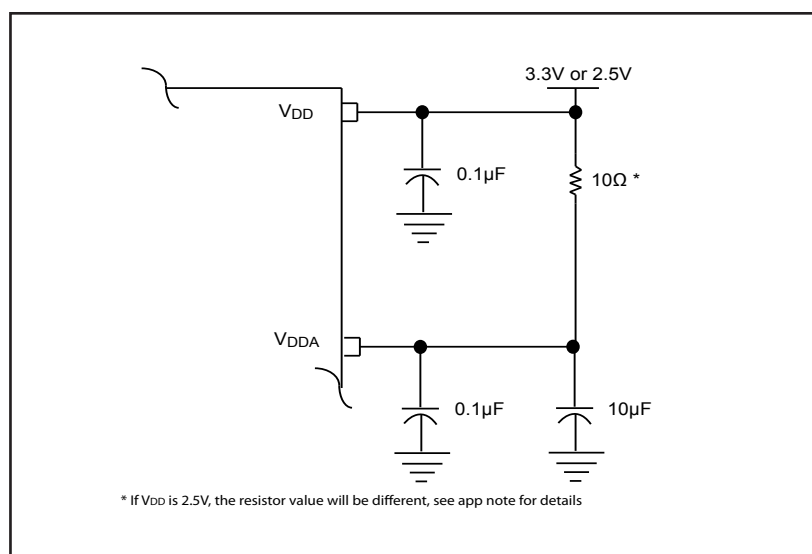 3.3V or 2.5V
VDD
0.1µF
10Ω *
VDDA
0.1µF
10µF
* If VDD is 2.5V, the resistor value will be different, see app note for details